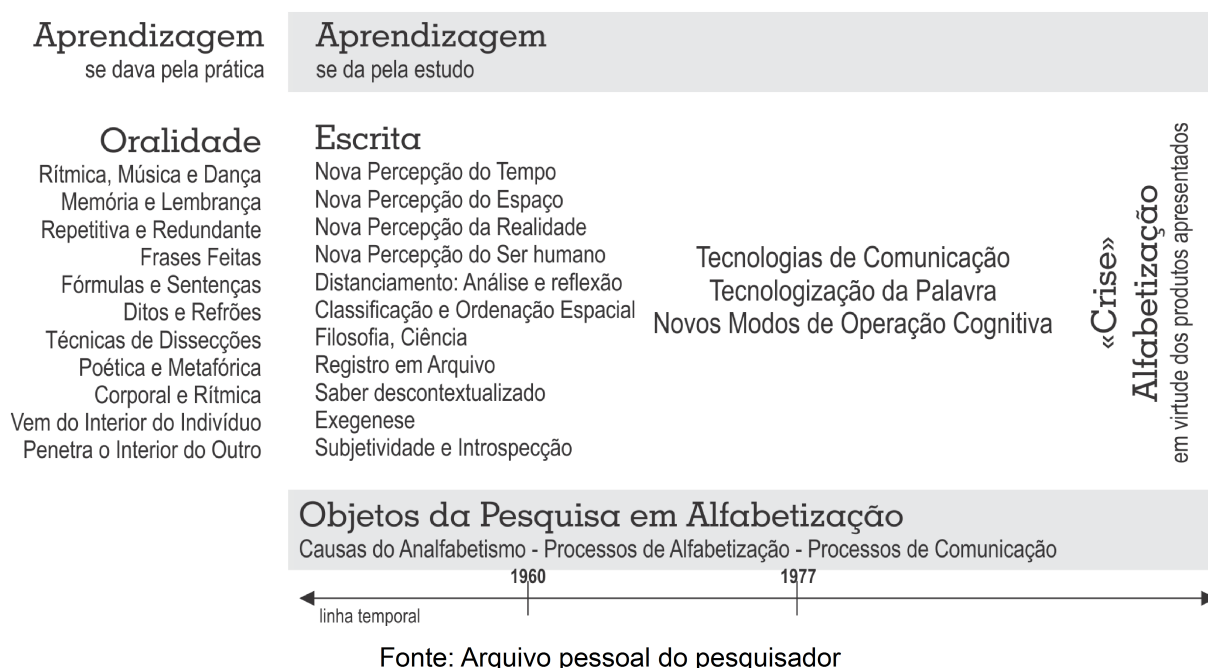 Aprendizagem
se dava pela prática
Aprendizagem
se da pela estudo
Oralidade
Rítmica, Música e Dança
Memória e Lembrança
Repetitiva e Redundante
Frases Feitas
Fórmulas e Sentenças
Ditos e Refrões
Técnicas de Dissecções
Poética e Metafórica
Corporal e Rítmica
Vem do Interior do Indivíduo
Penetra o Interior do Outro
Escrita
Nova Percepção do Tempo
Nova Percepção do Espaço
Nova Percepção da Realidade
Nova Percepção do Ser humano
Distanciamento: Análise e reflexão
Classificação e Ordenação Espacial
Filosofia, Ciência
Registro em Arquivo
Saber descontextualizado
Exegenese
Subjetividade e Introspecção
Tecnologias de Comunicação
Tecnologização da Palavra
Novos Modos de Operação Cognitiva
«Crise»
Alfabetização
em virtude dos produtos apresentados
Objetos da Pesquisa em Alfabetização
Causas do Analfabetismo - Processos de Alfabetização - Processos de Comunicação
1960
1977
linha temporal
Fonte: Arquivo pessoal do pesquisador